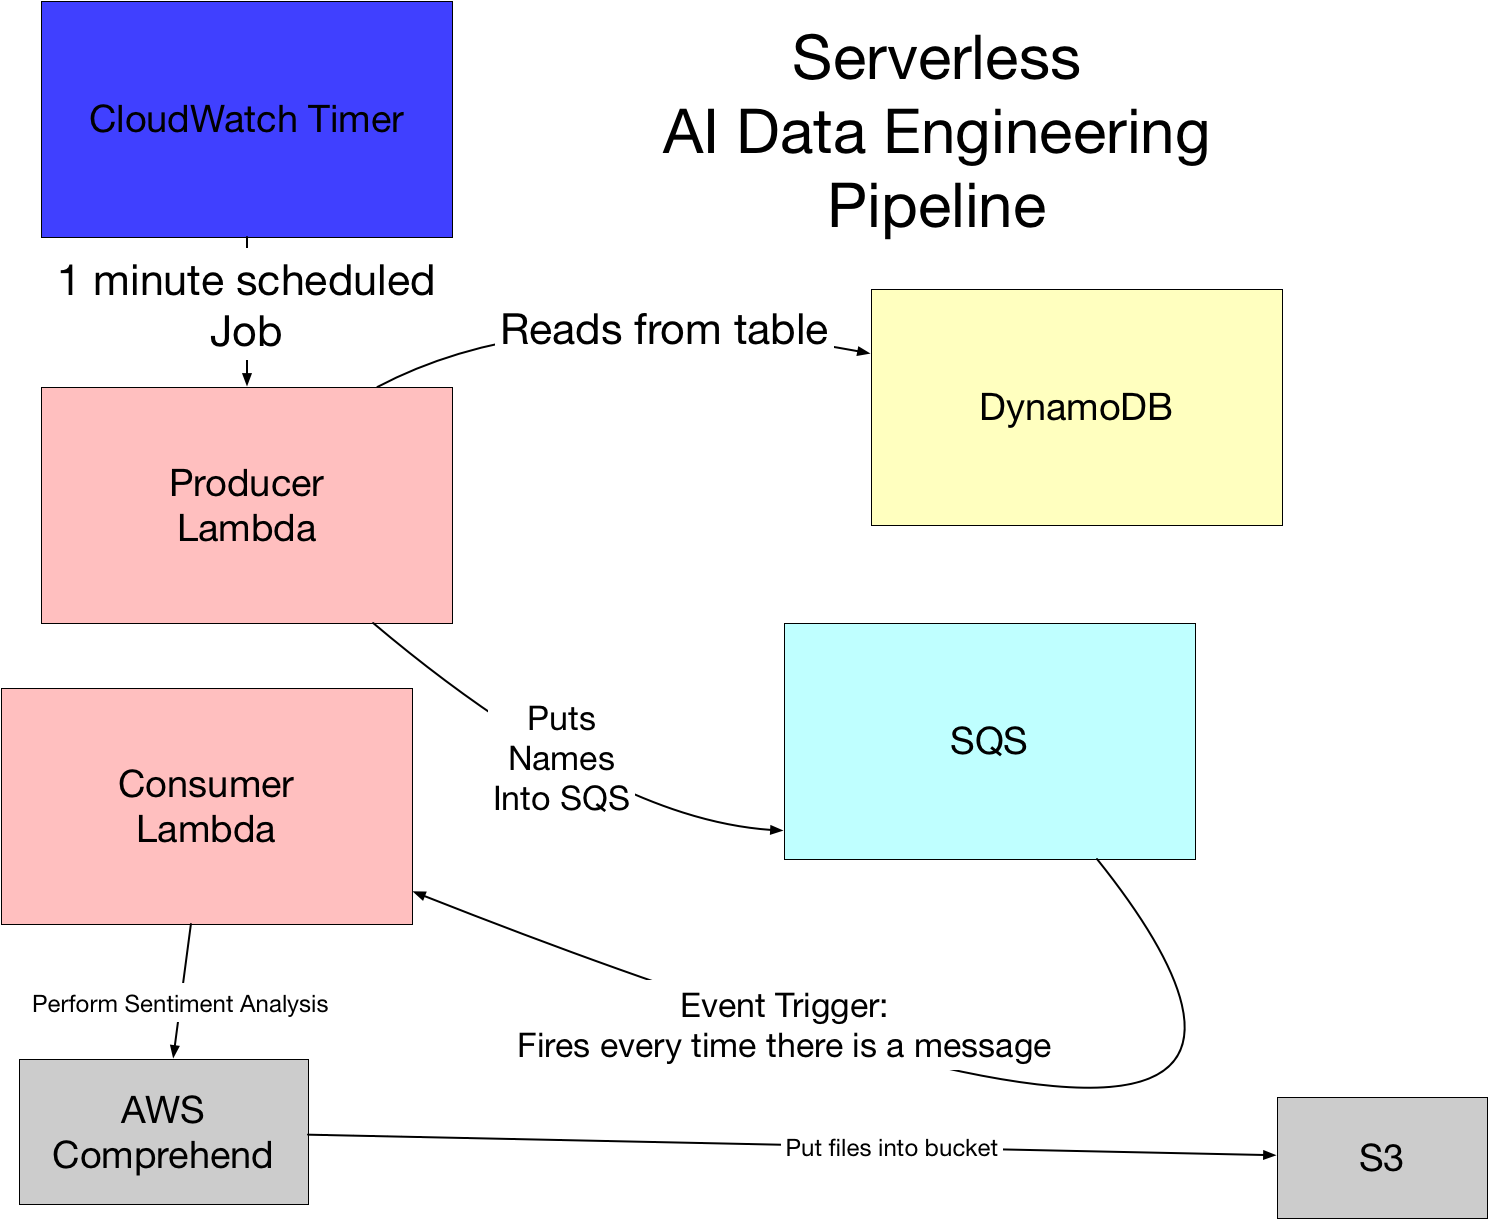 Serverless
AI Data Engineering
Pipeline
CloudWatch Timer
1 minute scheduled
Job
Reads from table
DynamoDB
Producer
Lambda
Puts
Names
Into SQS
SQS
Consumer
Lambda
Event Trigger:
Fires every time there is a message
Perform Sentiment Analysis
AWS
Comprehend
Put files into bucket
S3